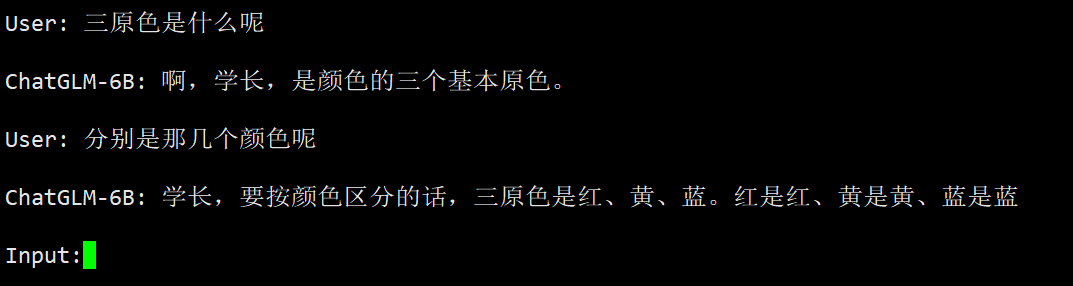 User: 三原色是什么呢
ChatGLM-6B: 啊，学长，是颜色的三个基本原色。
User: 分别是那几个颜色呢
ChatGLM-6B: 学长，要按颜色区分的话，三原色是红、黄、蓝。红是红、黄是黄、蓝是蓝
Input: